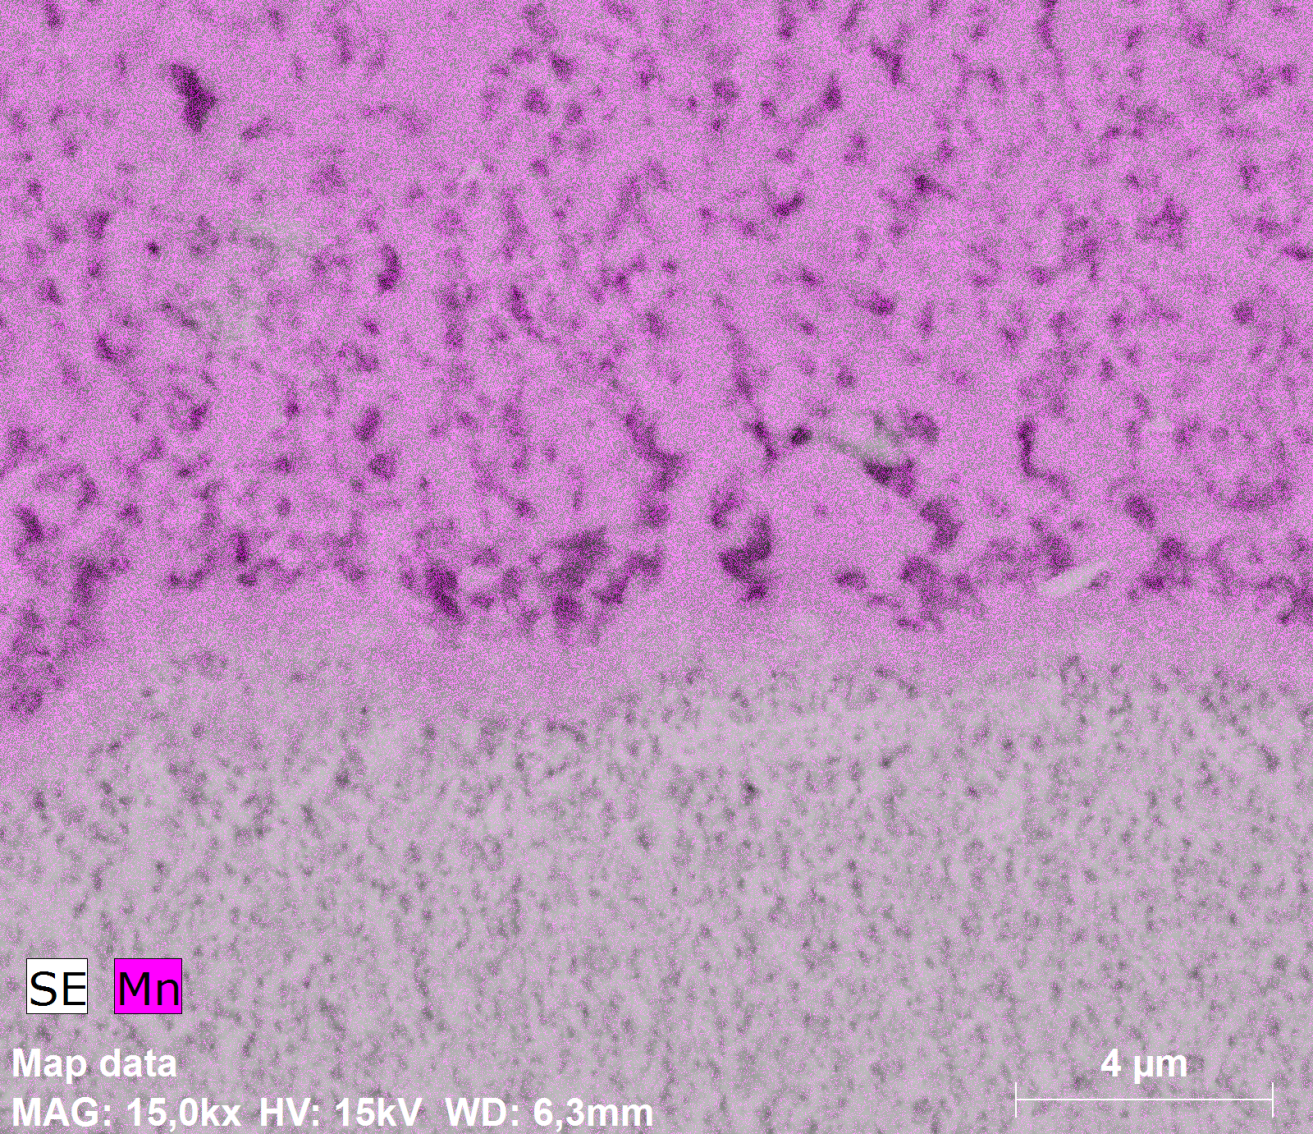 SE Mn
Map data
4 µm
MAG: 15,0kx HV: 15kV WD: 6,3mm